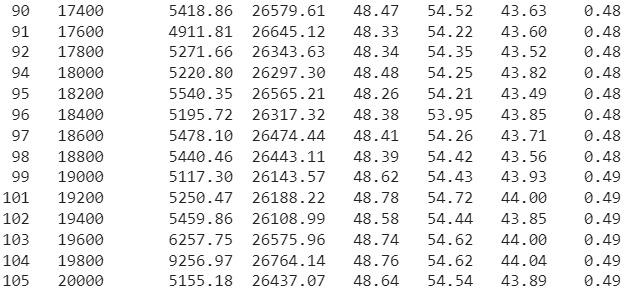 90 17400 5418.86 26579.61 48.47 54.52 43.63 0.48
91 17600 4911.81 26645.12 48.33 54.22 43.60 0.48
92 17800 5271.66 26343.63 48.34 54.35 43.52 0.48
94 18000 5220.80 26297.30 48.48 54.25 43.82 0.48
95 18200 5540.35 26565.21 48.26 54.21 43.49 0.48
96 18400 5195.72 26317.32 48.38 53.95 43.85 0.48
97 18600 5478.10 26474.44 48.41 54.26 43.71 0.48
98 18800 5440.46 26443.11 48.39 54.42 43.56 0.48
99 19000 5117.30 26143.57 48.62 54.43 43.93 0.49
101 19200 5250.47 26188.22 48.78 54.72 44.00 0.49
102 19400 5459.86 26108.99 48.58 54.44 43.85 0.49
103 19600 6257.75 26575.96 48.74 54.62 44.00 0.49
104 19800 9256.97 26764.14 48.76 54.62 44.04 0.49
105 20000 5155.18 26437.07 48.64 54.54 43.89 0.49